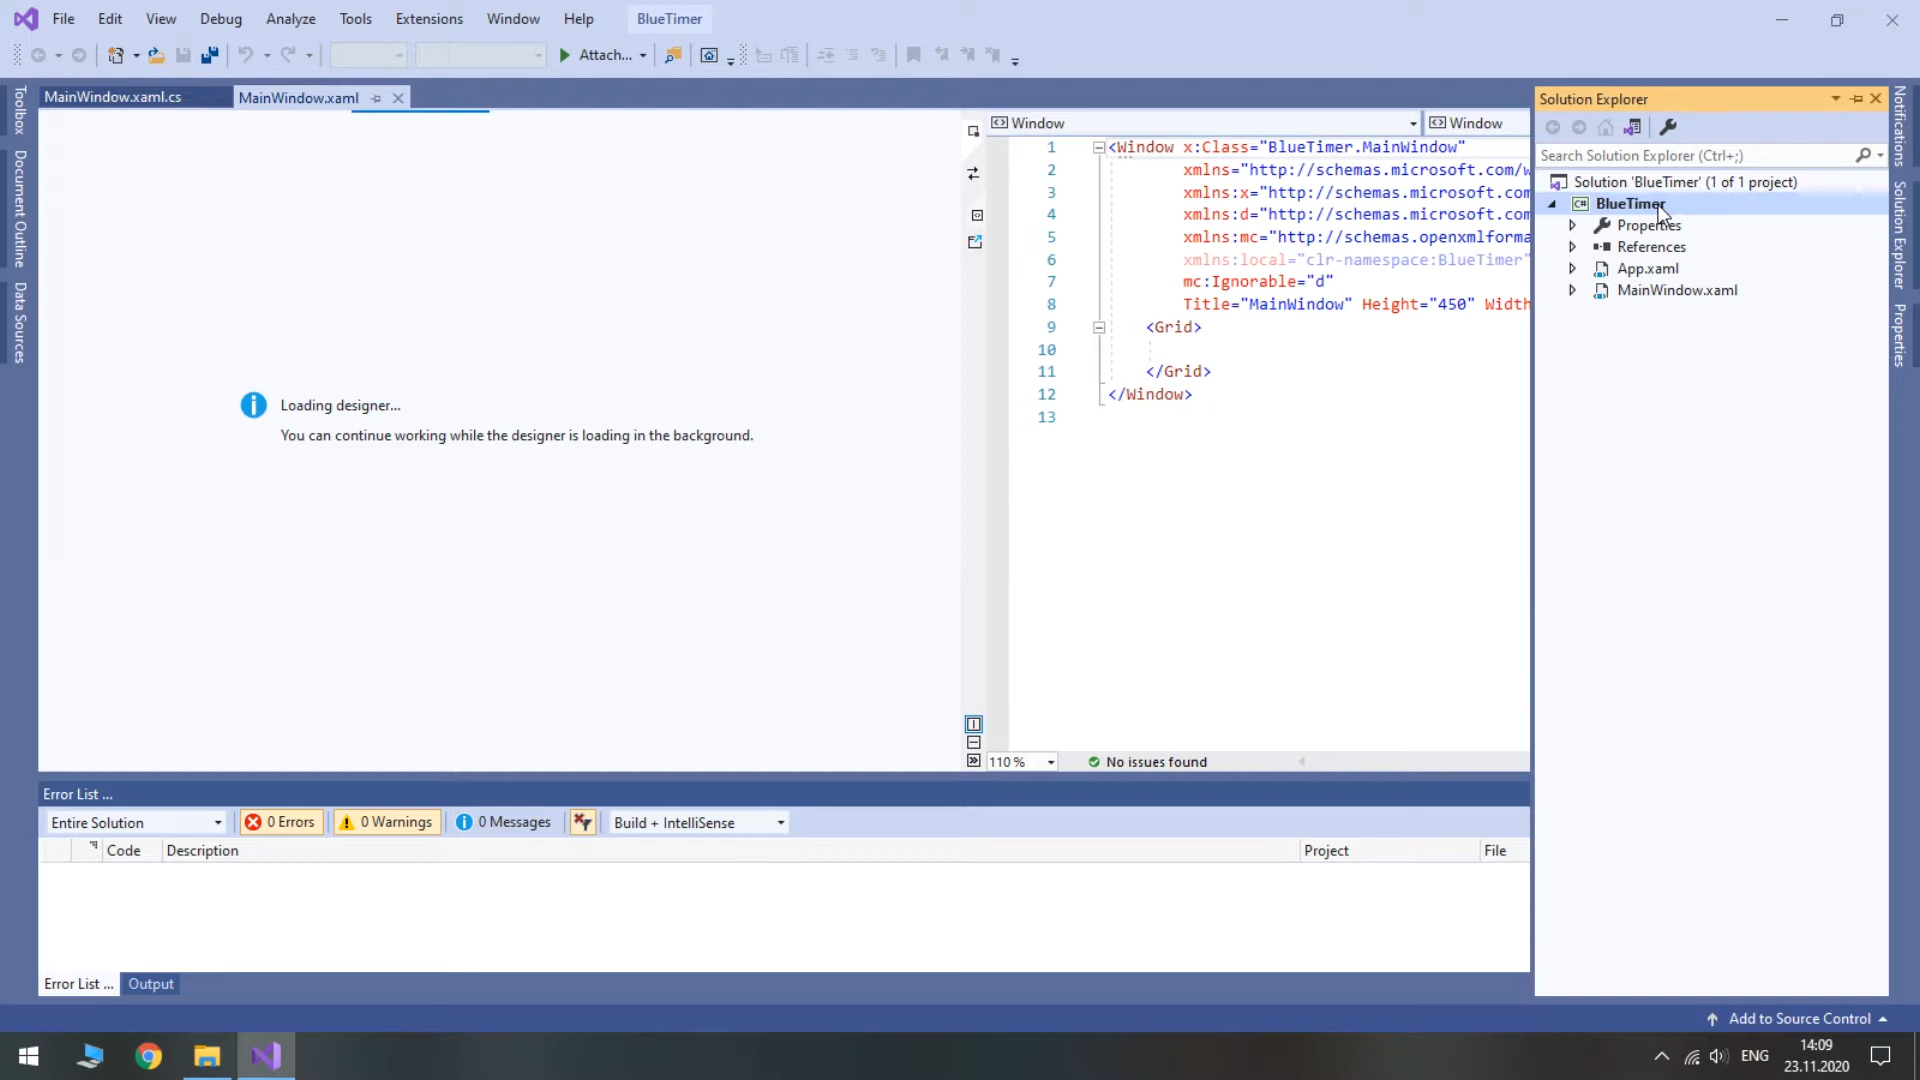 File Edit View Debug Analyze Tools Extensions Window Help BlueTimer
Attach...
Toolbox
Document Outline
Data Sources
MainWindow.xaml.cs
MainWindow.xaml
Loading designer...
You can continue working while the designer is loading in the background.
Window
Window
1 <Window x:Class="BlueTimer.MainWindow"
2 xmlns="http://schemas.microsoft.com/w
3 xmlns:x="http://schemas.microsoft.com
4 xmlns:d="http://schemas.microsoft.com
5 xmlns:mc="http://schemas.openxmlforma
6 xmlns:local="clr-namespace:BlueTimer"
7 mc:Ignorable="d"
8 Title="MainWindow" Height="450" Width
9 <Grid>
10
11 </Grid>
12 </Window>
13
110 %
No issues found
Solution Explorer
Search Solution Explorer (Ctrl+;)
Solution 'BlueTimer' (1 of 1 project)
C# BlueTimer
Properties
References
App.xaml
MainWindow.xaml
Notifications
Solution Explorer
Properties
Error List ...
Entire Solution
0 Errors
0 Warnings
0 Messages
Build + IntelliSense
Code Description Project File
Error List ... Output
Add to Source Control
ENG
14:09
23.11.2020